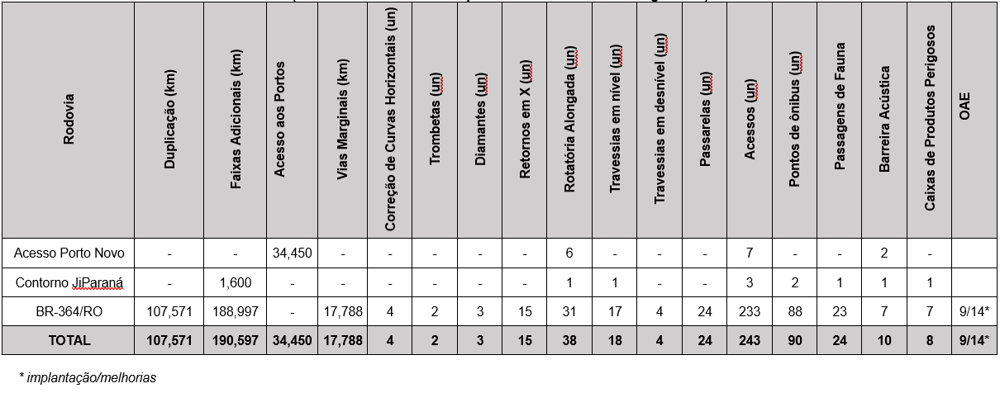 Rodovia Duplicação (km) Faixas Adicionais (km) Acesso aos Portos Vias Marginais (km) Correção de Curvas Horizontais (un) Trombetas (un) Diamantes (un) Retornos em X (un) Rotatória Alongada (un) Travessias em nível (un) Travessias em desnível (un) Passarelas (un) Acessos (un) Pontos de ônibus (un) Passagens de Fauna Barreira Acústica Caixas de Produtos Perigosos OAE
Acesso Porto Novo - - 34,450 - - - - - 6 - - - 7 - - 2 -
Contorno JiParaná - 1,600 - - - - - 1 1 - - 3 2 1 1 1
BR-364/RO 107,571 188,997 - 17,788 4 2 3 15 31 17 4 24 233 88 23 7 7 9/14*
TOTAL 107,571 190,597 34,450 17,788 4 2 3 15 38 18 4 24 243 90 24 10 8 9/14*
* implantação/melhorias